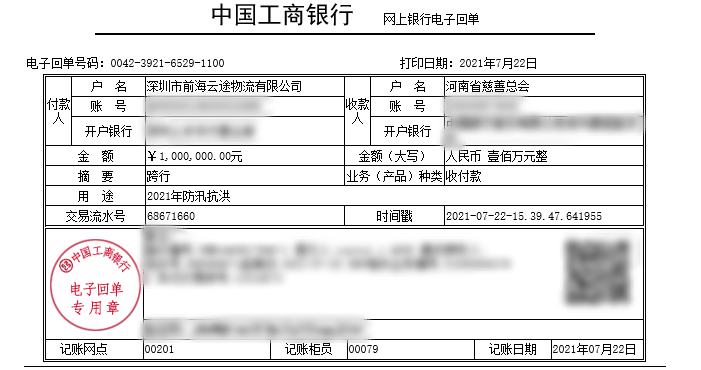 中国工商银行 网上银行电子回单
电子回单号码：0042-3921-6529-1100 打印日期：2021年7月22日
付款人 户 名 深圳市前海云途物流有限公司 收款人 户 名 河南省慈善总会
账 号 账 号
开户银行 开户银行
金 额 ￥1,000,000.00元 金额（大写） 人民币 壹佰万元整
摘 要 跨行 业务（产品）种类 收付款
用 途 2021年防汛抗洪
交易流水号 68671660 时间戳 2021-07-22-15.39.47.641955
中国工商银行
电子回单
专用章
记账网点 00201 记账柜员 00079 记账日期 2021年07月22日